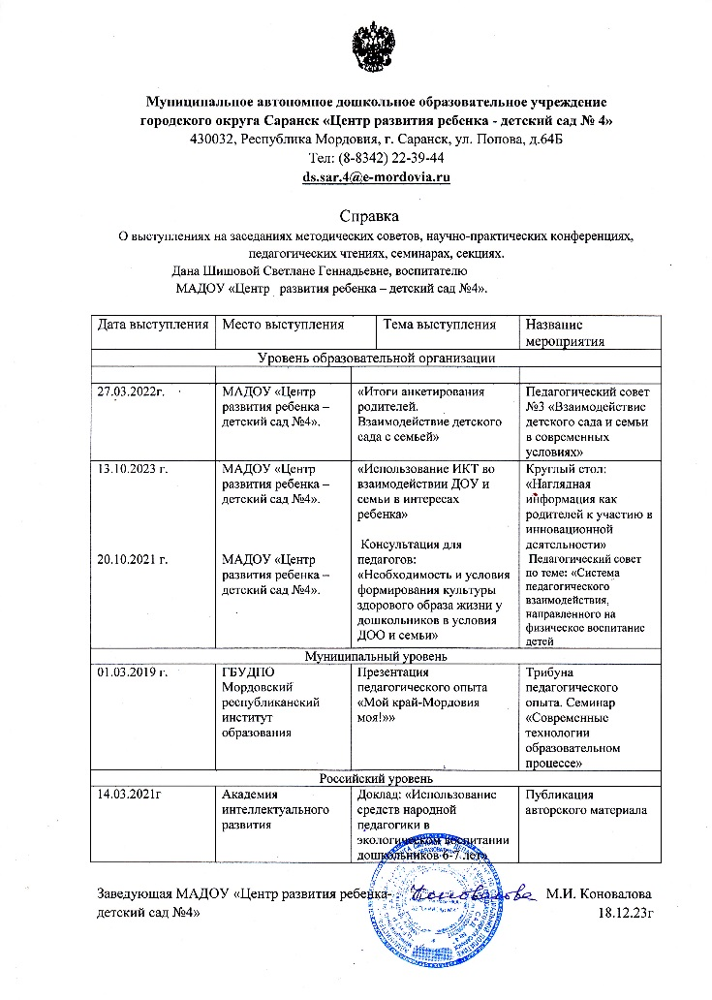 Муниципальное автономное дошкольное образовательное учреждение
городского округа Саранск «Центр развития ребенка - детский сад № 4»
430032, Республика Мордовия, г. Саранск, ул. Попова, д.64Б
Тел: (8-8342) 22-39-44
ds.sar.4@e-mordovia.ru
Справка
О выступлениях на заседаниях методических советов, научно-практических конференциях,
педагогических чтениях, семинарах, секциях.
Дана Шишовой Светлане Геннадьевне, воспитателю
МАДОУ «Центр развития ребенка – детский сад №4».
Дата выступления
Место выступления
Тема выступления
Название
мероприятия
Уровень образовательной организации
27.03.2022г.
МАДОУ «Центр
развития ребенка –
детский сад №4».
«Итоги анкетирования
родителей.
Взаимодействие детского
сада с семьей»
Педагогический совет
№3 «Взаимодействие
детского сада и семьи
в современных
условиях»
13.10.2023 г.
МАДОУ «Центр
развития ребенка –
детский сад №4».
«Использование ИКТ во
взаимодействии ДОУ и
семьи в интересах
ребенка»
Круглый стол:
«Наглядная
информация как
родителей к участию в
инновационной
деятельности»
20.10.2021 г.
МАДОУ «Центр
развития ребенка –
детский сад №4».
Консультация для
педагогов:
«Необходимость и условия
формирования культуры
здорового образа жизни у
дошкольников в условия
ДОО и семьи»
Педагогический совет
по теме: «Система
педагогического
взаимодействия,
направленного на
физическое воспитание
детей
Муниципальный уровень
01.03.2019 г.
ГБУДПО
Мордовский
республиканский
институт
образования
Презентация
педагогического опыта
«Мой край-Мордовия
моя!»»
Трибуна
педагогического
опыта. Семинар
«Современные
технологии
образовательном
процессе»
Российский уровень
14.03.2021г
Академия
интеллектуального
развития
Доклад: «Использование
средств народной
педагогики в
экологическом воспитании
дошкольников 6-7 лет»
Публикация
авторского материала
Заведующая МАДОУ «Центр развития ребенка- Коновалова М.И. Коновалова
детский сад №4» 18.12.23г